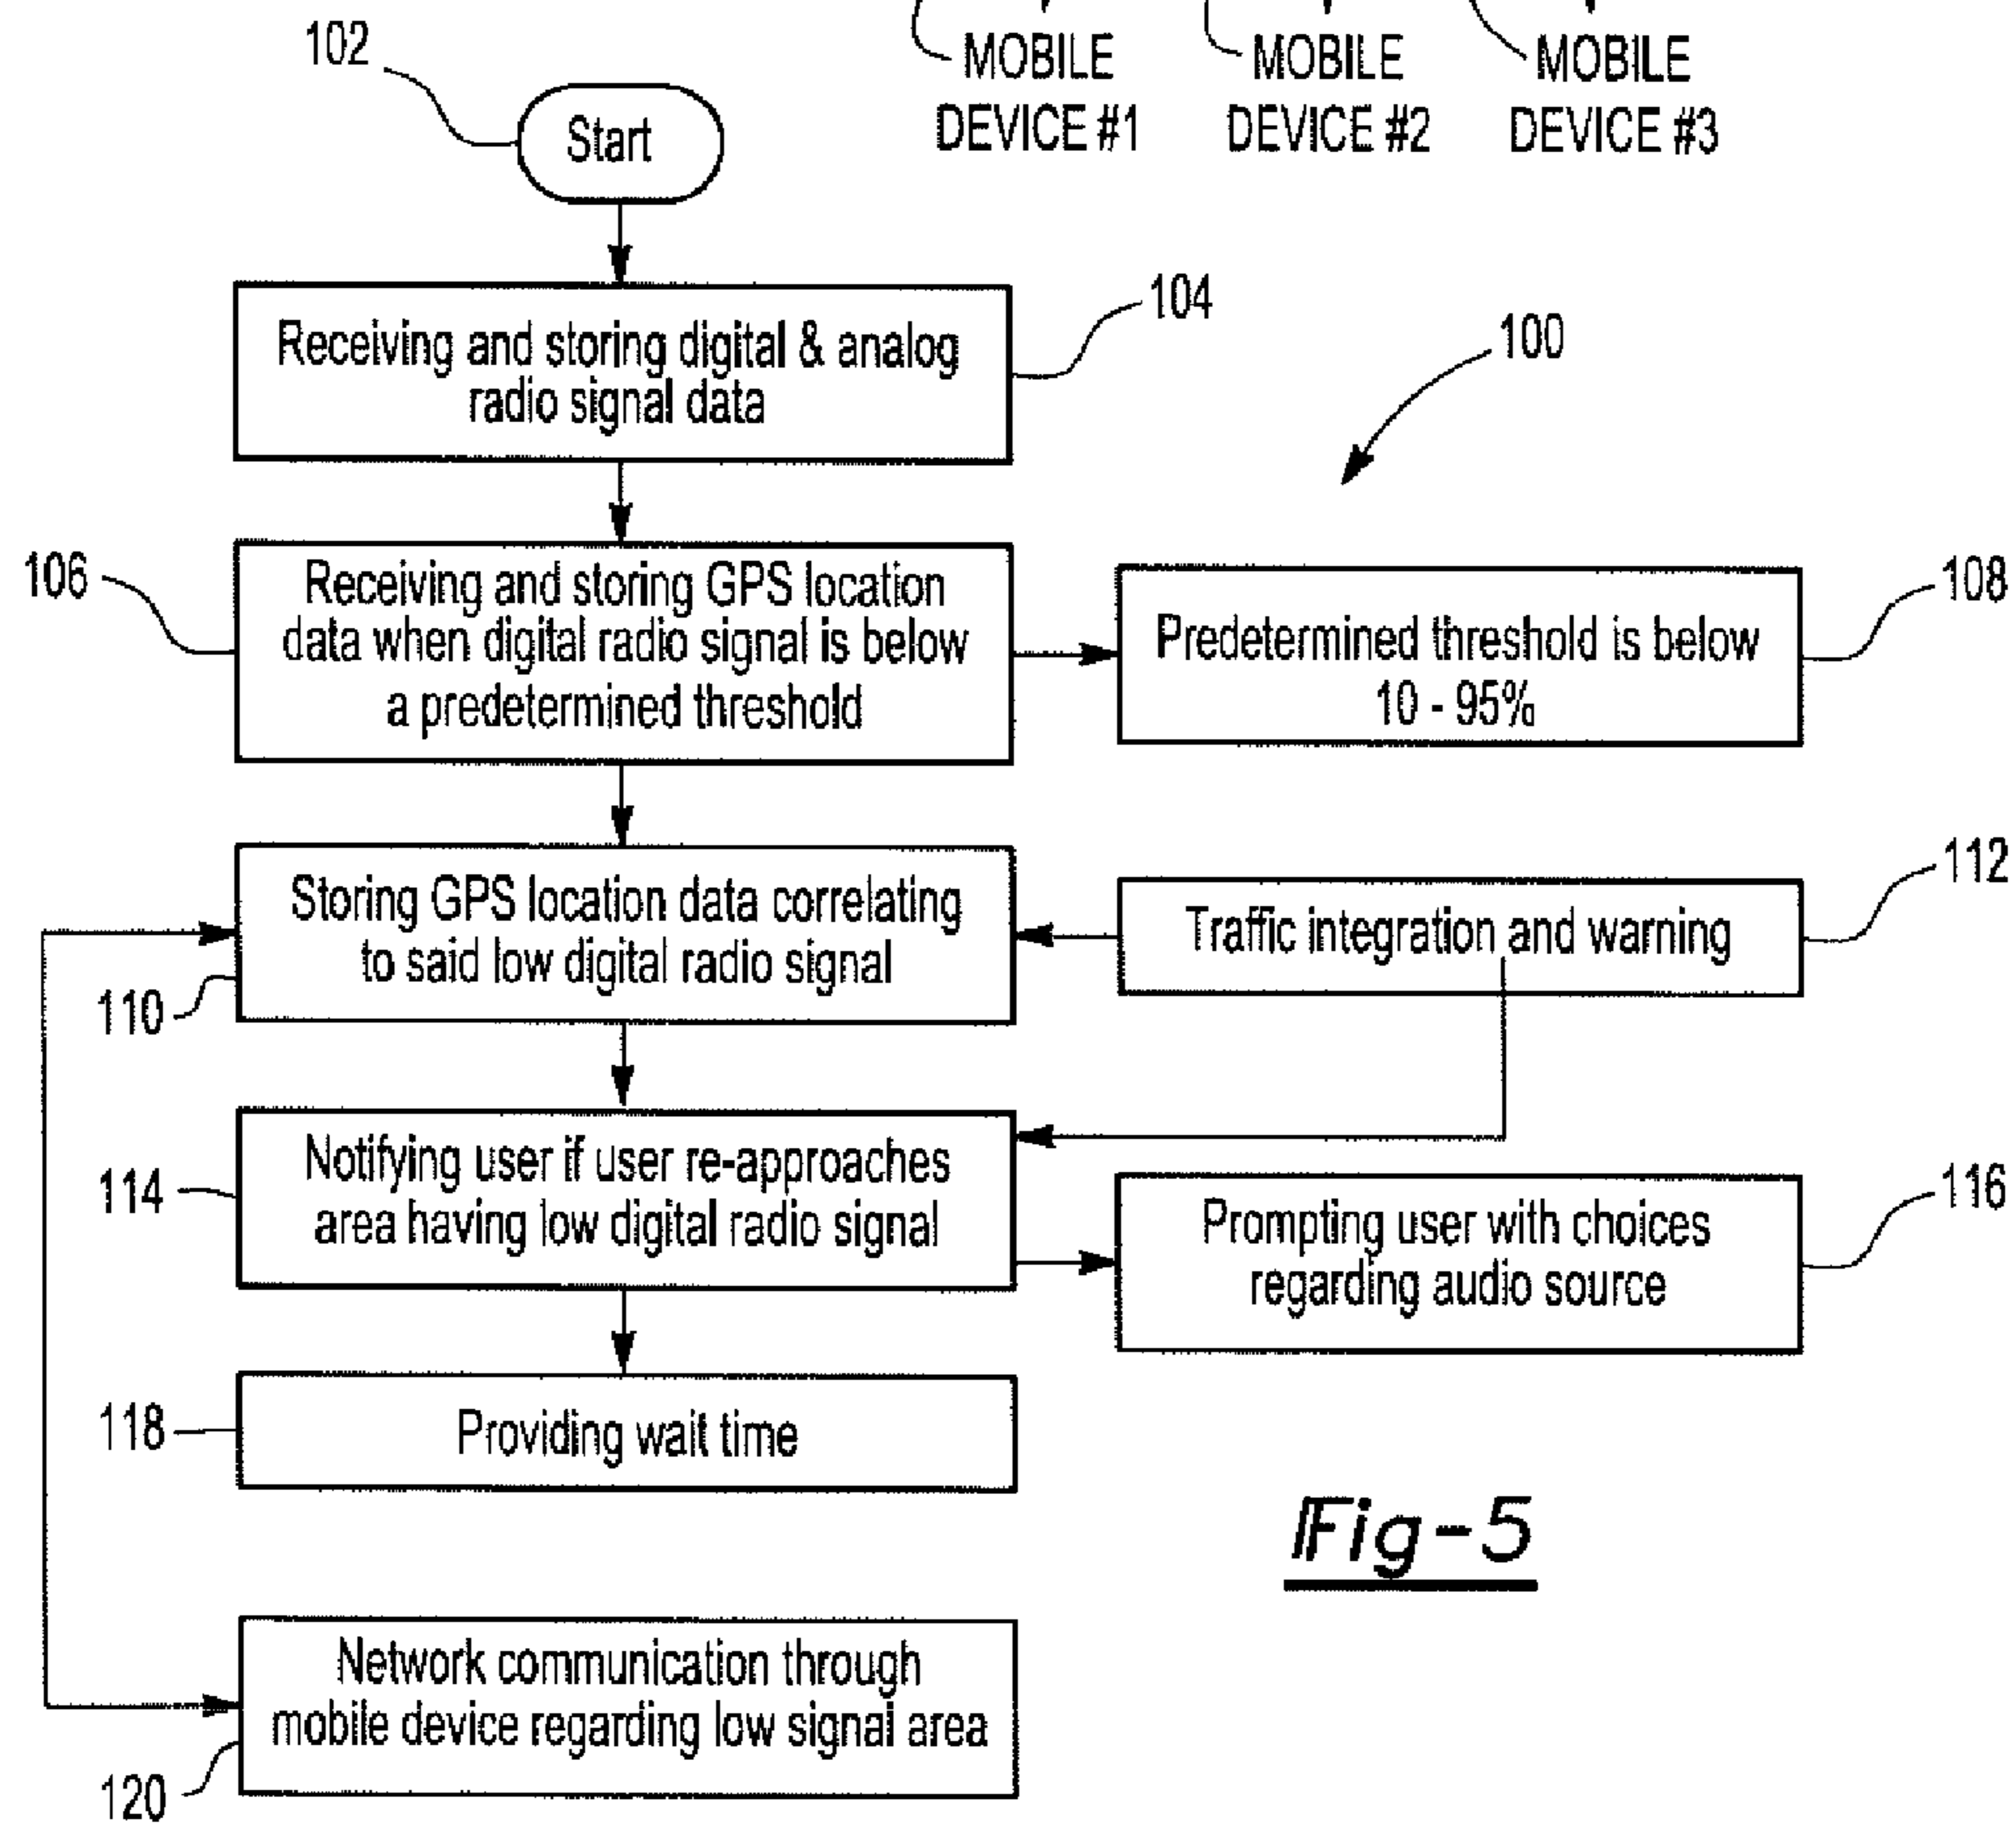 MOBILE
DEVICE #1
MOBILE
DEVICE #2
MOBILE
DEVICE #3
102
Start
104
Receiving and storing digital & analog
radio signal data
100
106
Receiving and storing GPS location
data when digital radio signal is below
a predetermined threshold
108
Predetermined threshold is below
10 - 95%
110
Storing GPS location data correlating
to said low digital radio signal
112
Traffic integration and warning
114
Notifying user if user re-approaches
area having low digital radio signal
116
Prompting user with choices
regarding audio source
118
Providing wait time
Fig-5
Network communication through
mobile device regarding low signal area
120